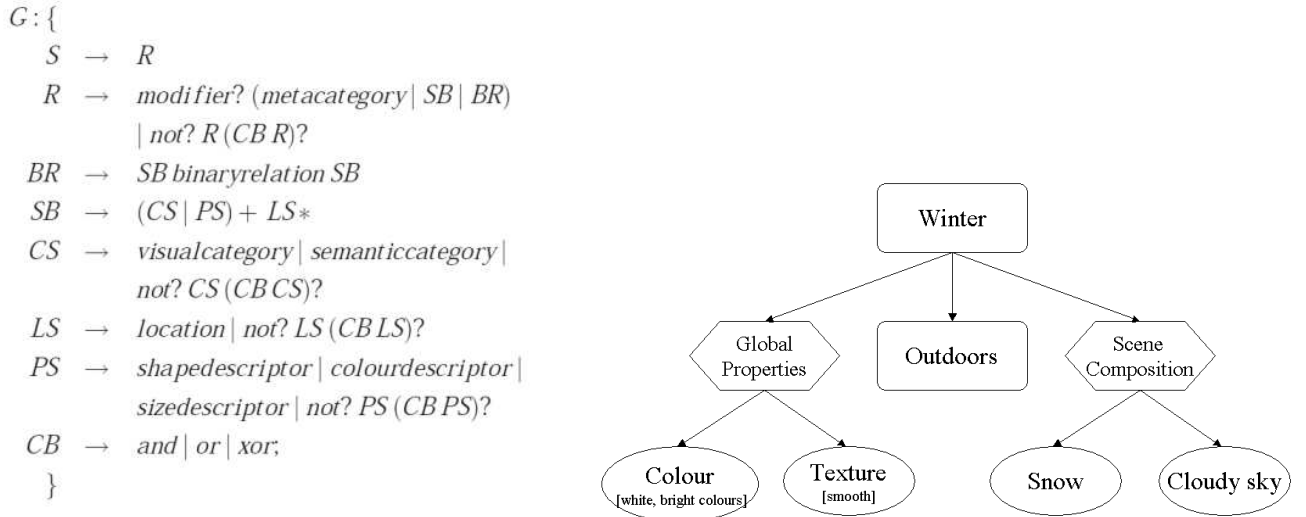 G : {
S → R
R → modifier? (metacategory | SB | BR)
| not? R (CB R)?
BR → SB binaryrelation SB
SB → (CS | PS) + LS*
CS → visualcategory | semanticcategory |
not? CS (CB CS)?
LS → location | not? LS (CB LS)?
PS → shapedescriptor | colourdescriptor |
sizedescriptor | not? PS (CB PS)?
CB → and | or | xor;
}
Winter
Global
Properties
Outdoors
Scene
Composition
Colour
[white, bright colours]
Texture
[smooth]
Snow
Cloudy sky